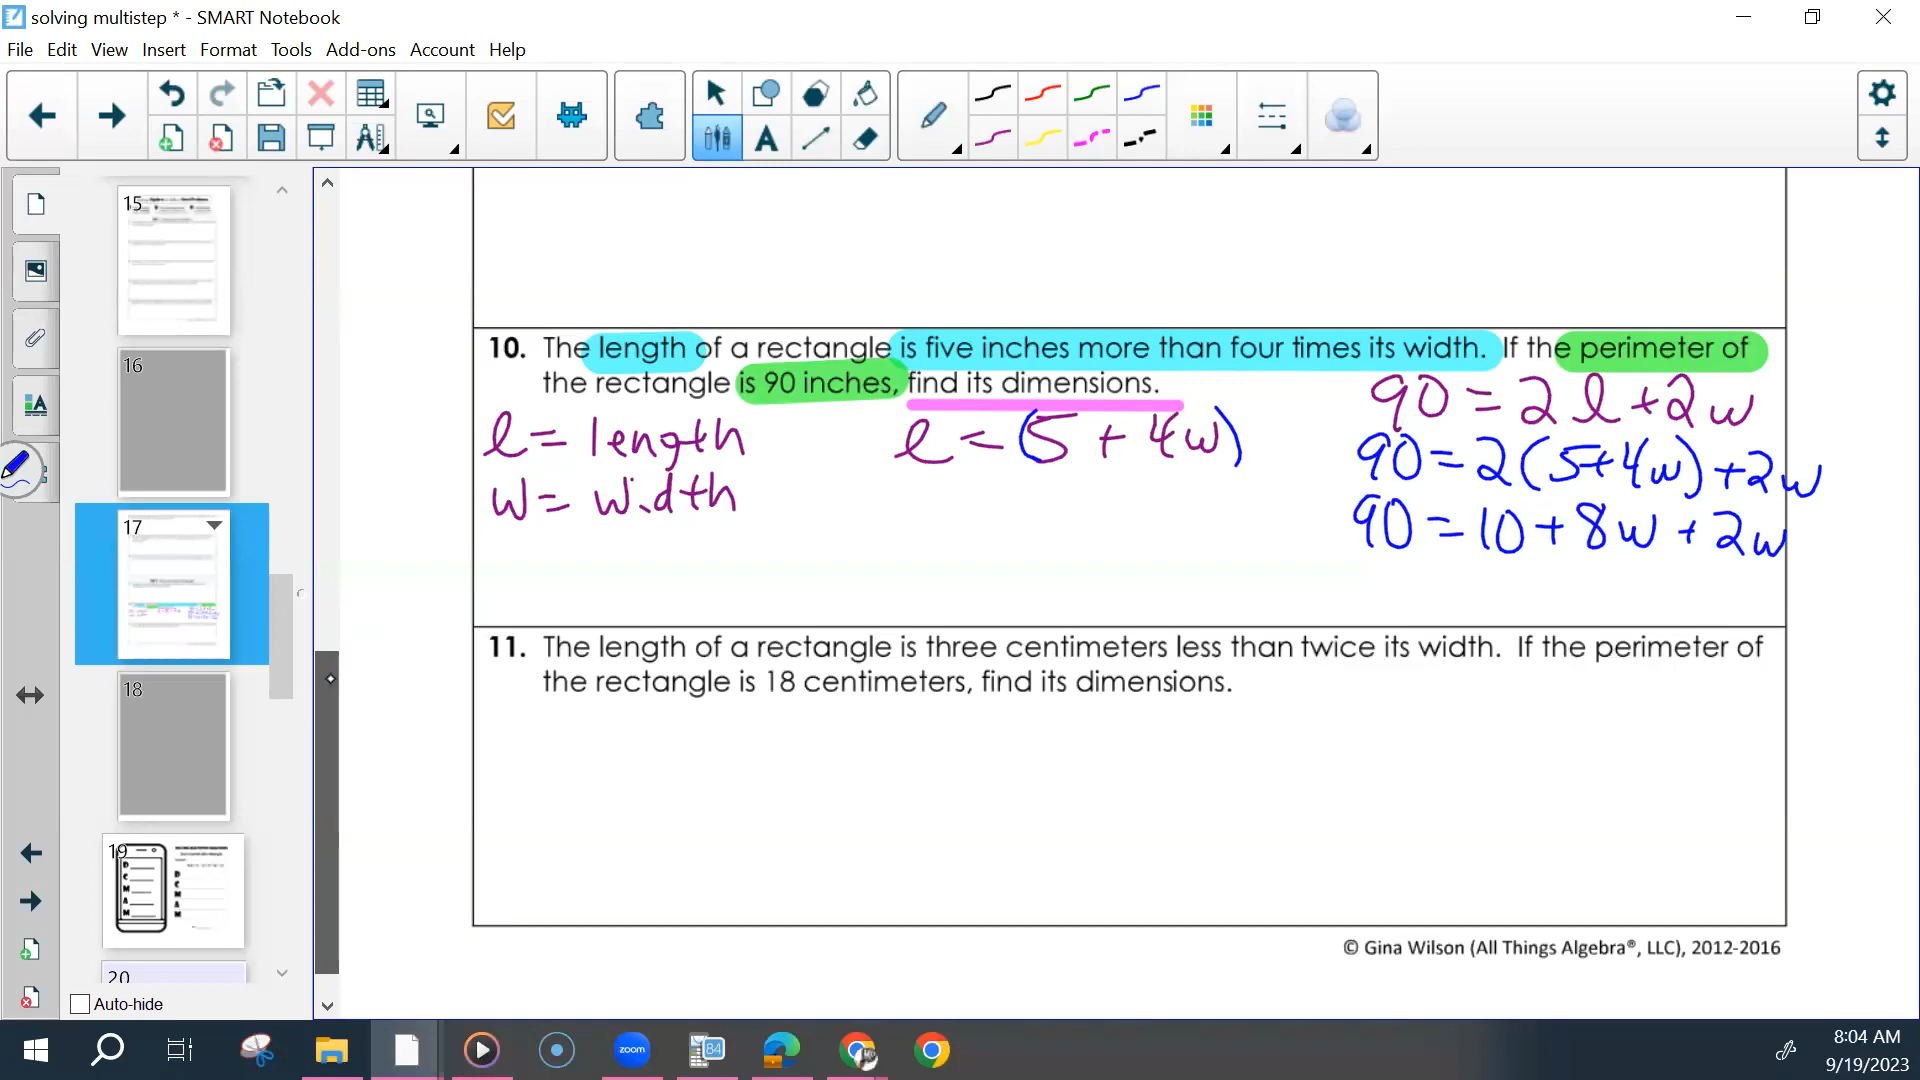 solving multistep * - SMART Notebook
File Edit View Insert Format Tools Add-ons Account Help
15
16
17
18
19
20
Auto-hide
10. The length of a rectangle is five inches more than four times its width. If the perimeter of
the rectangle is 90 inches, find its dimensions.
l = length
w = width
l = (5 + 4w)
90 = 2l + 2w
90 = 2(5+4w) + 2w
90 = 10 + 8w + 2w
11. The length of a rectangle is three centimeters less than twice its width. If the perimeter of
the rectangle is 18 centimeters, find its dimensions.
© Gina Wilson (All Things Algebra®, LLC), 2012-2016
zoom
84
8:04 AM
9/19/2023